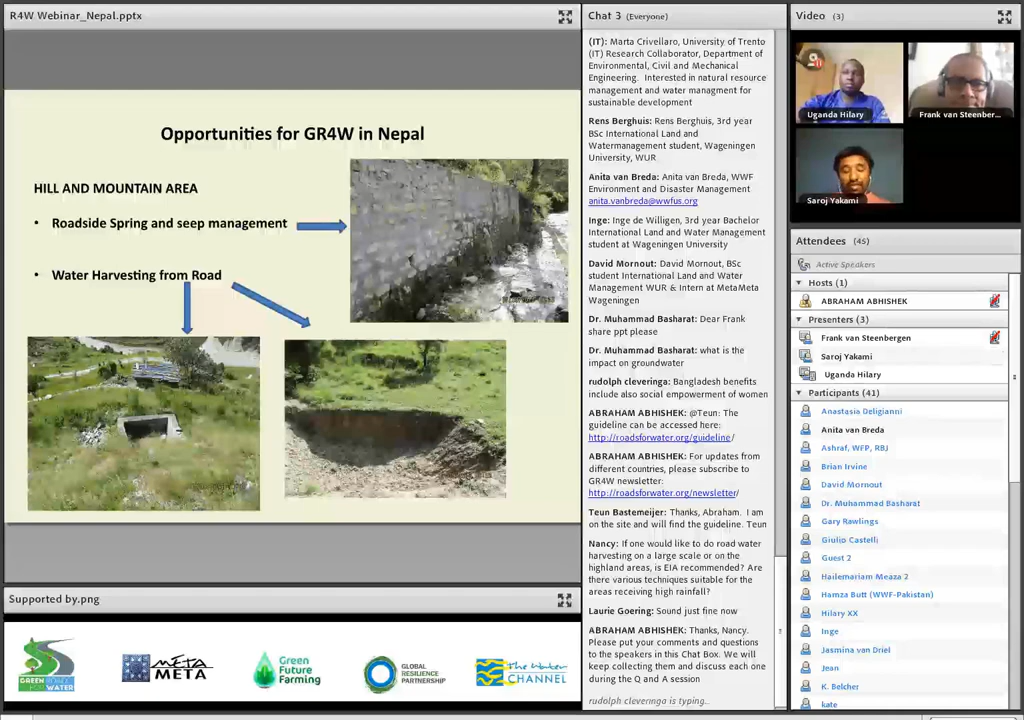 R4W Webinar_Nepal.pptx
Opportunities for GR4W in Nepal
HILL AND MOUNTAIN AREA
• Roadside Spring and seep management
• Water Harvesting from Road
Supported by.png
GREEN
FOR WATER
META
META
Green
Future
Farming
GLOBAL
RESILIENCE
PARTNERSHIP
The Water
CHANNEL
Chat 3 (Everyone)
(IT): Marta Crivellaro, University of Trento
(IT) Research Collaborator, Department of
Environmental, Civil and Mechanical
Engineering. Interested in natural resource
management and water managment for
sustainable development
Rens Berghuis: Rens Berghuis, 3rd year
BSc International Land and
Watermanagement student, Wageningen
University, WUR
Anita van Breda: Anita van Breda, WWF
Environment and Disaster Management
anita.vanbreda@wwfus.org
Inge: Inge de Willigen, 3rd year Bachelor
International Land and Water Management
student at Wageningen University
David Mornout: David Mornout, BSc
student International Land and Water
Management WUR & Intern at MetaMeta
Wageningen
Dr. Muhammad Basharat: Dear Frank
share ppt please
Dr. Muhammad Basharat: what is the
impact on groundwater
rudolph cleveringa: Bangladesh benefits
include also social empowerment of women
ABRAHAM ABHISHEK: @Teun: The
guideline can be accessed here:
http://roadsforwater.org/guideline/
ABRAHAM ABHISHEK: For updates from
different countries, please subscribe to
GR4W newsletter:
http://roadsforwater.org/newsletter/
Teun Bastemeijer: Thanks, Abraham. I am
on the site and will find the guideline. Teun
Nancy: If one would like to do road water
harvesting on a large scale or on the
highland areas, is EIA recommended? Are
there various techniques suitable for the
areas receiving high rainfall?
Laurie Goering: Sound just fine now
ABRAHAM ABHISHEK: Thanks, Nancy.
Please put your comments and questions
to the speakers in this Chat Box. We will
keep collecting them and discuss each one
during the Q and A session
rudolph cleveringa is typing...
Video (3)
Uganda Hilary
Frank van Steenber...
Saroj Yakami
Attendees (45)
Active Speakers
Hosts (1)
ABRAHAM ABHISHEK
Presenters (3)
Frank van Steenbergen
Saroj Yakami
Uganda Hilary
Participants (41)
Anastasia Deligianni
Anita van Breda
Ashraf, WFP, RBJ
Brian Irvine
David Mornout
Dr. Muhammad Basharat
Gary Rawlings
Giulio Castelli
Guest 2
Hailemariam Meaza 2
Hamza Butt (WWF-Pakistan)
Hilary XX
Inge
Jasmina van Driel
Jean
K. Belcher
kate